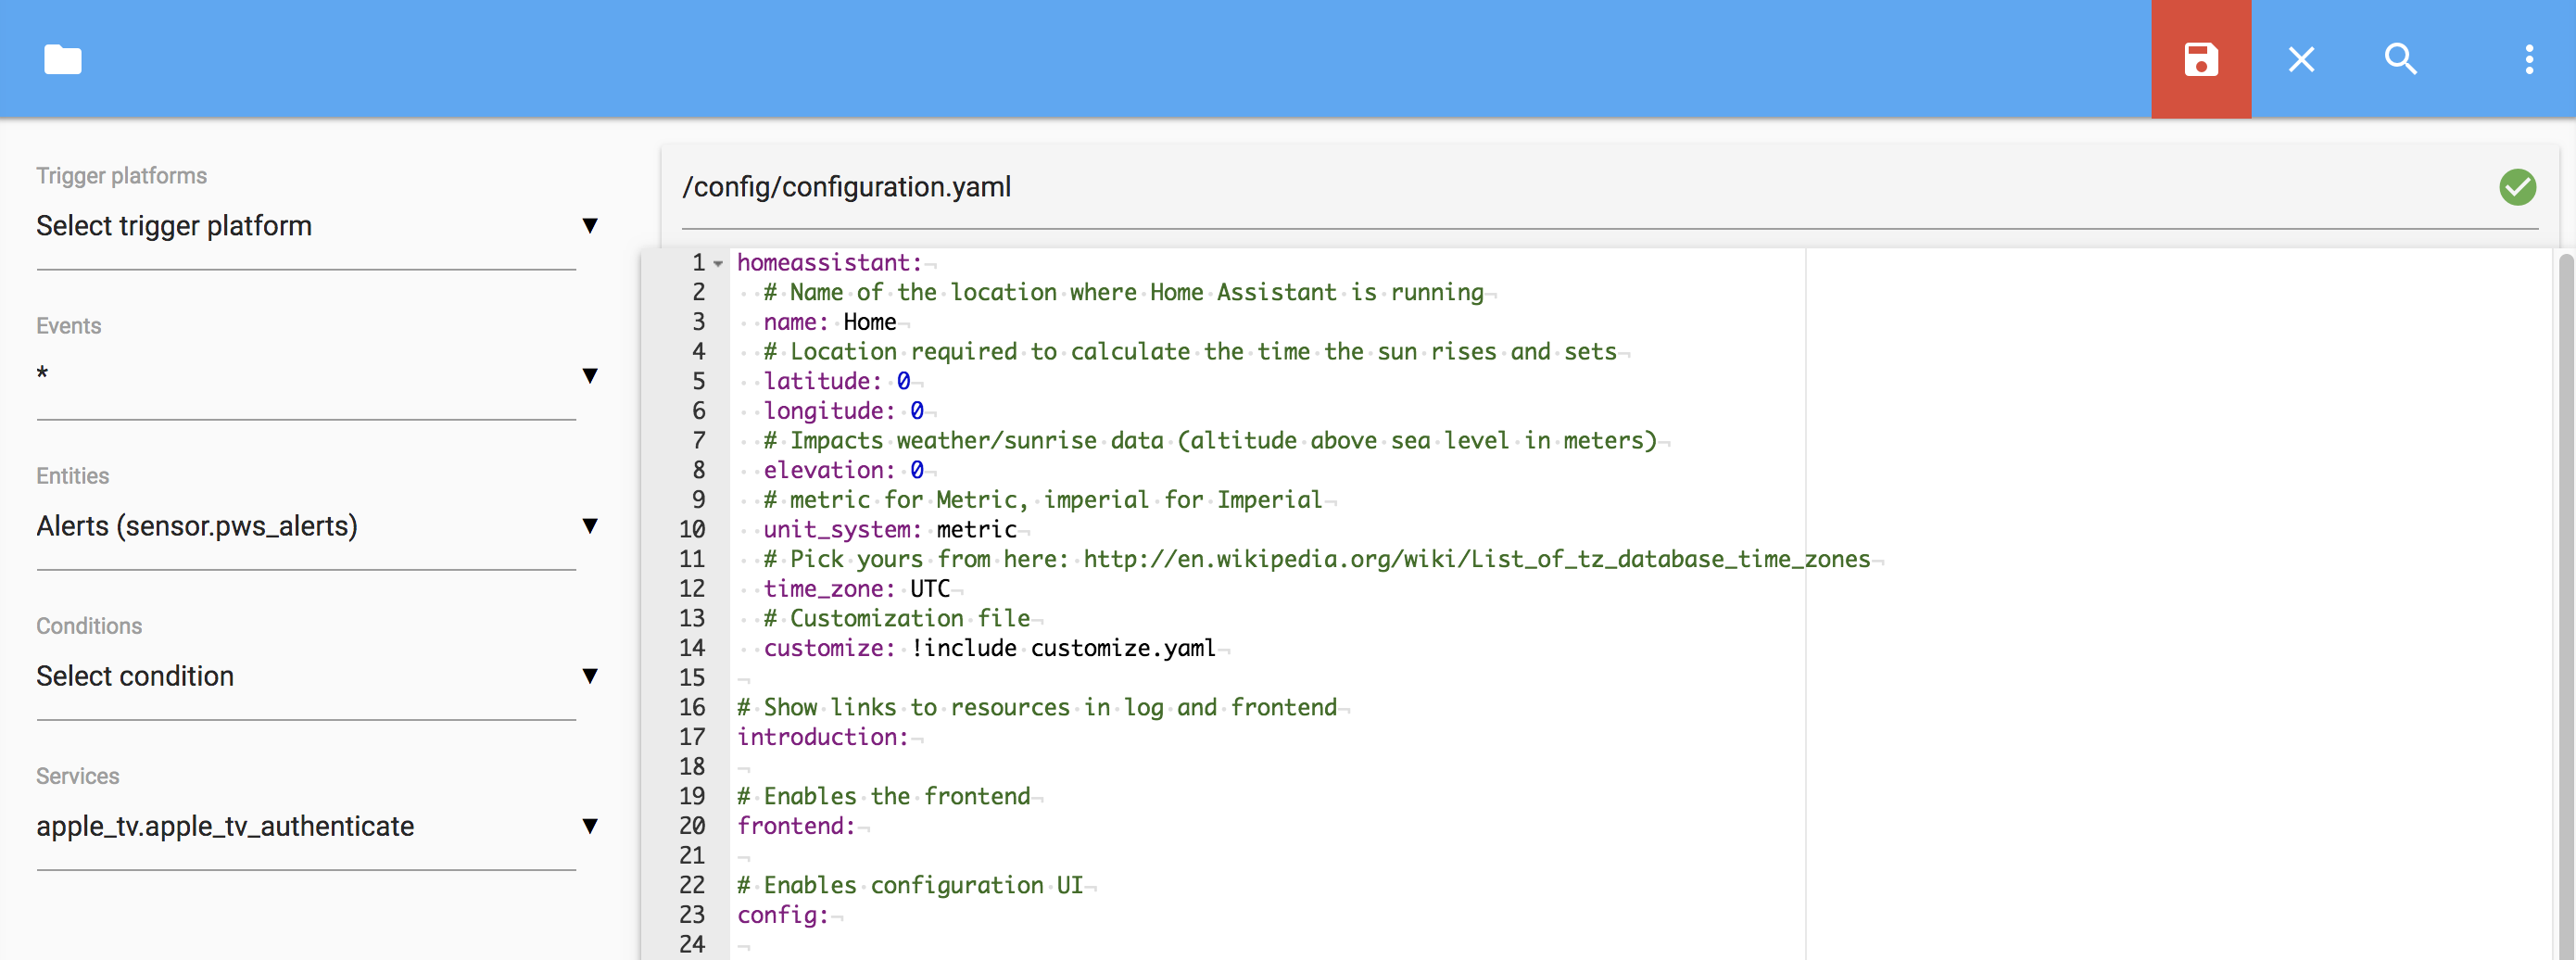 Trigger platforms
Select trigger platform
Events
*
Entities
Alerts (sensor.pws_alerts)
Conditions
Select condition
Services
apple_tv.apple_tv_authenticate
/config/configuration.yaml
1 homeassistant:
2   # Name of the location where Home Assistant is running
3   name: Home
4   # Location required to calculate the time the sun rises and sets
5   latitude: 0
6   longitude: 0
7   # Impacts weather/sunrise data (altitude above sea level in meters)
8   elevation: 0
9   # metric for Metric, imperial for Imperial
10   unit_system: metric
11   # Pick yours from here: http://en.wikipedia.org/wiki/List_of_tz_database_time_zones
12   time_zone: UTC
13   # Customization file
14   customize: !include customize.yaml
15
16 # Show links to resources in log and frontend
17 introduction:
18
19 # Enables the frontend
20 frontend:
21
22 # Enables configuration UI
23 config:
24